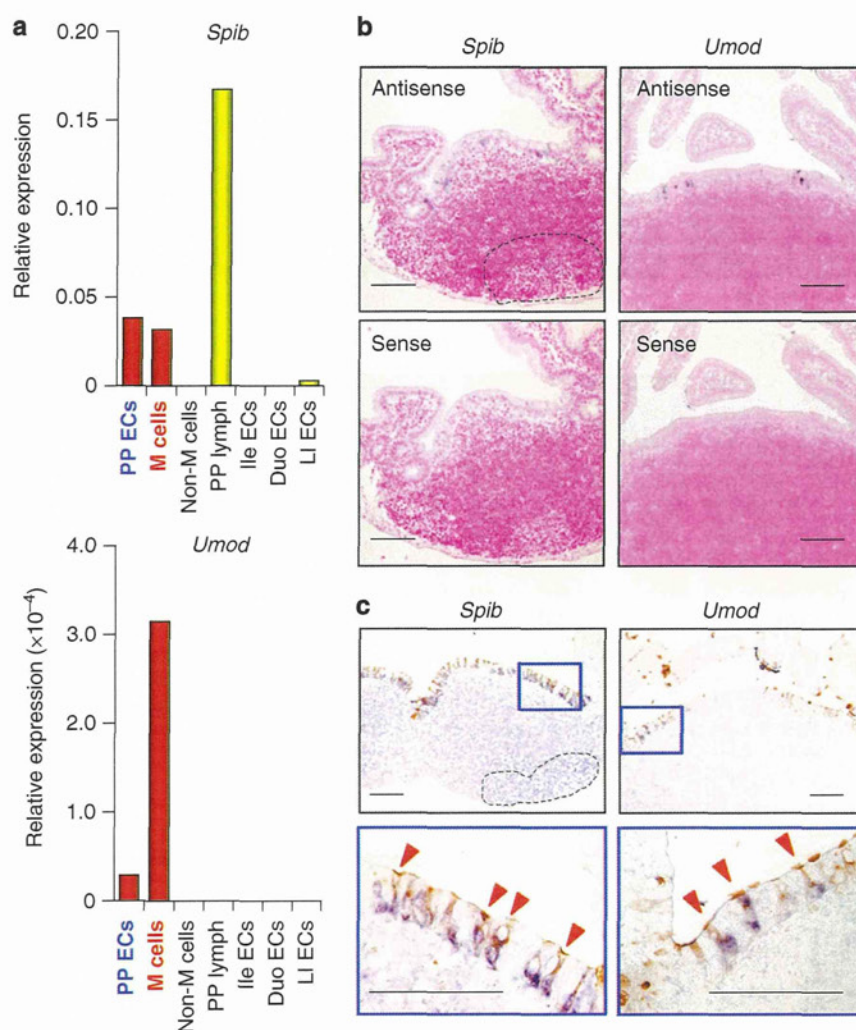 a
Spib
0.20
0.15
0.10
0.05
0
Relative expression
PP ECs
M cells
Non-M cells
PP lymph
Ile ECs
Duo ECs
LI ECs
Umod
4.0
3.0
2.0
1.0
0
Relative expression (×10⁻⁴)
PP ECs
M cells
Non-M cells
PP lymph
Ile ECs
Duo ECs
LI ECs
b
Spib
Umod
Antisense
Antisense
Sense
Sense
c
Spib
Umod